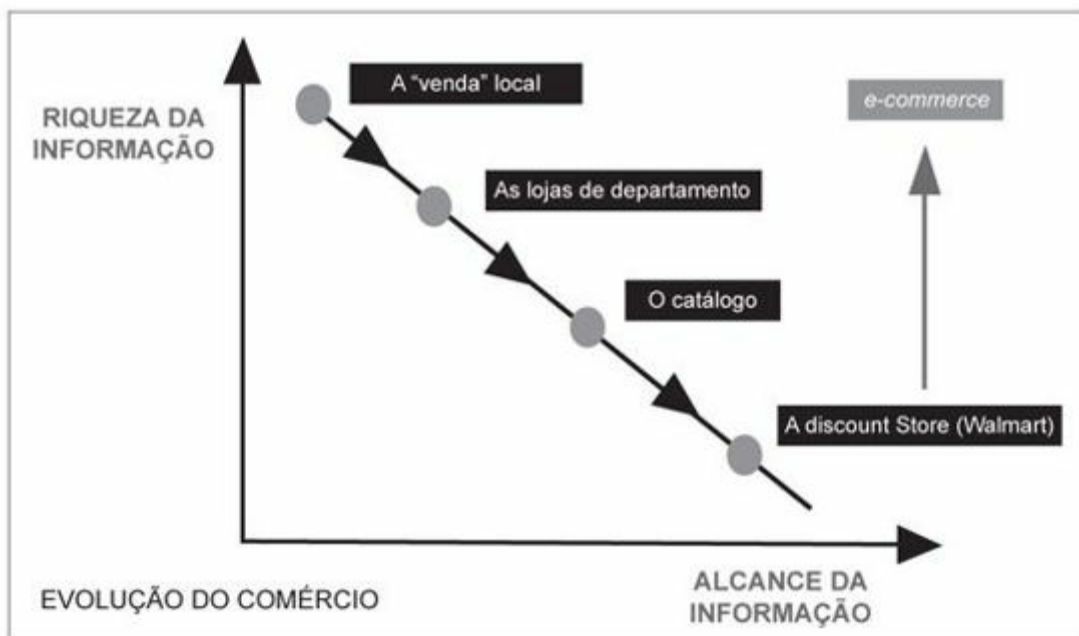 A “venda” local
e-commerce
RIQUEZA DA
INFORMAÇÃO
As lojas de departamento
O catálogo
A discount Store (Walmart)
ALCANCE DA
INFORMAÇÃO
EVOLUÇÃO DO COMÉRCIO